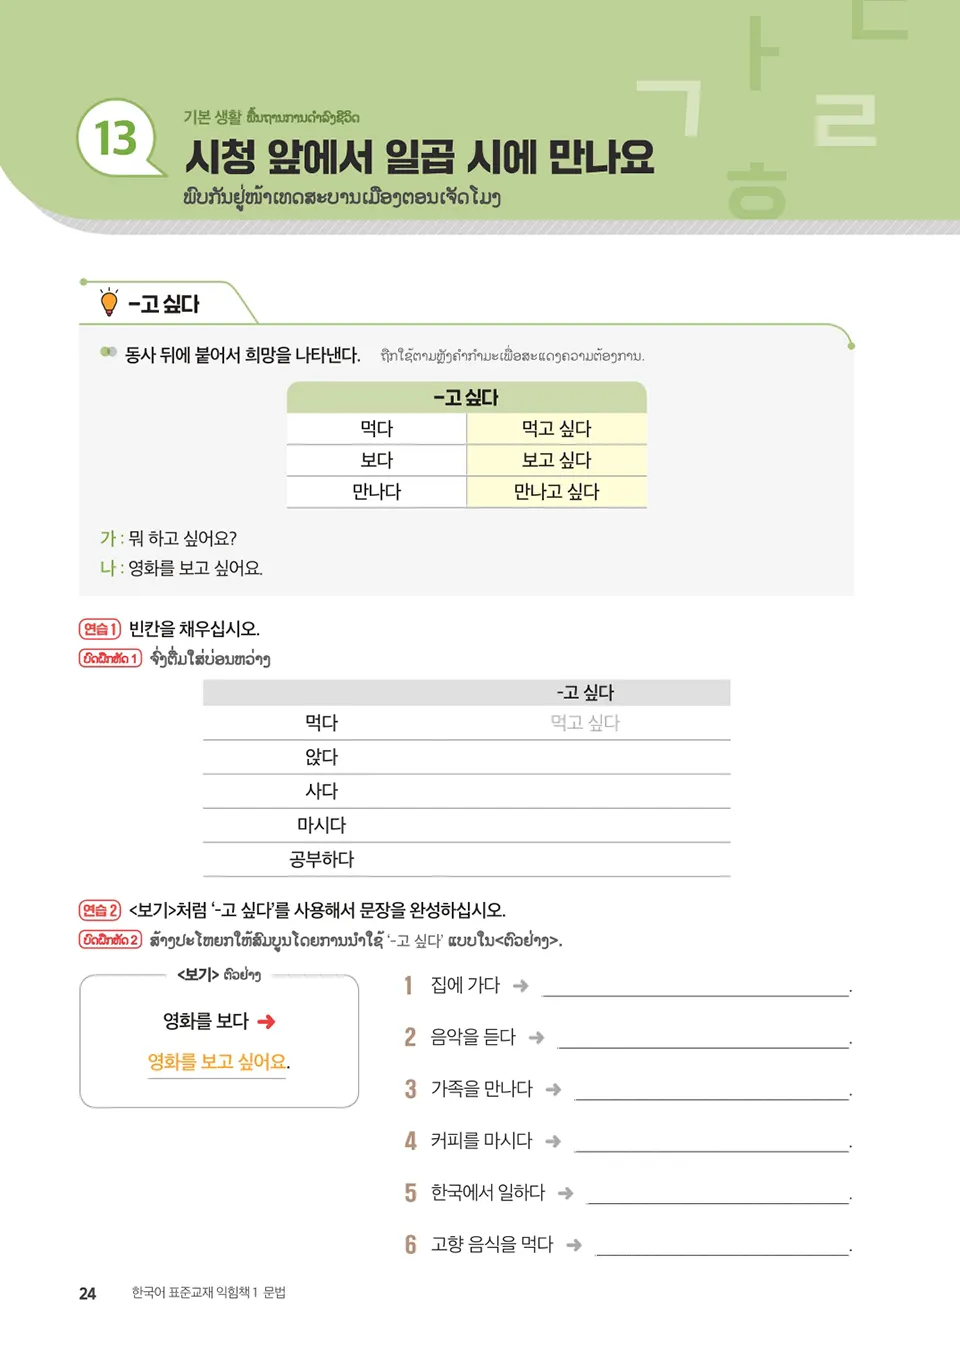 13
기본 생활 ພື້ນຖານການດຳລົງຊີວິດ
시청 앞에서 일곱 시에 만나요
ພົບກັນຢູ່ໜ້າເທດສະບານເມືອງຕອນເຈັດໂມງ
ㄱ ㅏ ㄹ ㄷ ㅎ
-고 싶다
동사 뒤에 붙어서 희망을 나타낸다. ຖືກໃຊ້ຕາມຫຼັງຄຳກຳມະເພື່ອສະແດງຄວາມຕ້ອງການ.
-고 싶다
먹다 먹고 싶다
보다 보고 싶다
만나다 만나고 싶다
가 : 뭐 하고 싶어요?
나 : 영화를 보고 싶어요.
연습 1 빈칸을 채우십시오.
ບົດຝຶກຫັດ 1 ຈົ່ງຕື່ມໃສ່ບ່ອນຫວ່າງ
-고 싶다
먹다 먹고 싶다
앉다
사다
마시다
공부하다
연습 2 <보기>처럼 ‘-고 싶다’를 사용해서 문장을 완성하십시오.
ບົດຝຶກຫັດ 2 ສ້າງປະໂຫຍກໃຫ້ສົມບູນໂດຍການນຳໃຊ້ ‘-고 싶다’ ແບບໃນ<ຕົວຢ່າງ>.
<보기> ຕົວຢ່າງ
영화를 보다 ➜
영화를 보고 싶어요.
1 집에 가다 ➜ .
2 음악을 듣다 ➜ .
3 가족을 만나다 ➜ .
4 커피를 마시다 ➜ .
5 한국에서 일하다 ➜ .
6 고향 음식을 먹다 ➜ .
24 한국어 표준교재 익힘책 1 문법